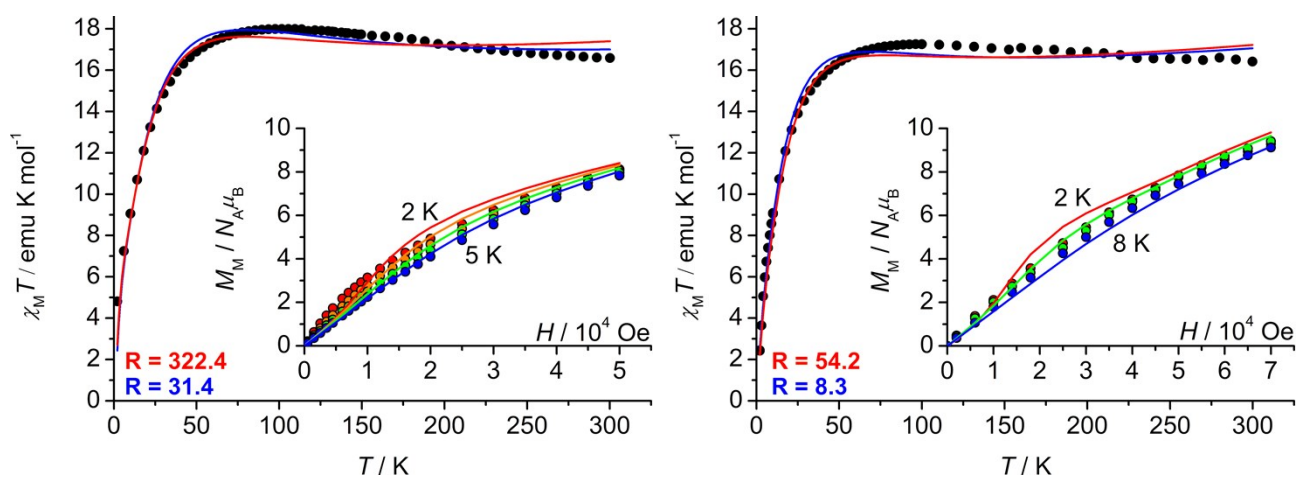 χMT / emu K mol⁻¹
18
16
14
12
10
8
6
4
2
0
0 50 100 150 200 250 300
T / K
R = 322.4
R = 31.4
MM / NAμB
10
8
6
4
2
0
0 1 2 3 4 5
H / 10⁴ Oe
2 K
5 K
χMT / emu K mol⁻¹
18
16
14
12
10
8
6
4
2
0
0 50 100 150 200 250 300
T / K
R = 54.2
R = 8.3
MM / NAμB
10
8
6
4
2
0
0 1 2 3 4 5 6 7
H / 10⁴ Oe
2 K
8 K